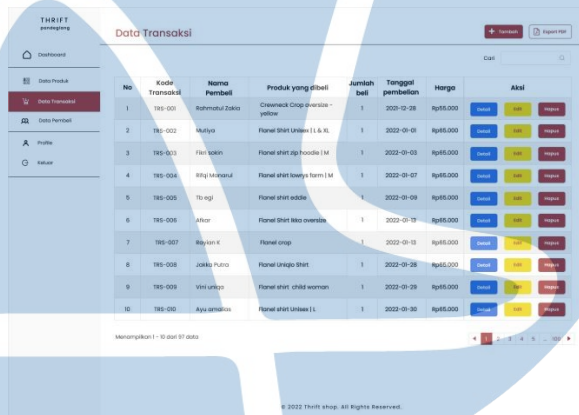 THRIFT
pandeglang
Dashboard
Data Produk
Data Transaksi
Data Pembeli
Profile
Keluar
Data Transaksi
+ Tambah Export PDF
Cari
No Kode Transaksi Nama Pembeli Produk yang dibeli Jumlah beli Tanggal pembelian Harga Aksi
1 TRS-001 Rahmatul Zakia Crewneck Crop oversize - yellow 1 2021-12-28 Rp55.000 Detail Edit Hapus
2 TRS-002 Muliya Flanel Shirt Unisex | L & XL 1 2022-01-01 Rp65.000 Detail Edit Hapus
3 TRS-003 Fikri sakin Flanel shirt zip hoodie | M 1 2022-01-03 Rp65.000 Detail Edit Hapus
4 TRS-004 Flanel shirt lowrys farm | M 1 2022-01-07 Rp65.000 Detail Edit Hapus
5 TRS-005 Tb egi Flanel shirt eddie 1 2022-01-09 Rp65.000 Detail Edit Hapus
6 TRS-006 Afkar Flanel Shirt Ikka oversize 1 2022-01-12 Rp65.000 Detail Edit Hapus
7 TRS-007 Bayian K Flanel crop 1 2022-01-13 Rp65.000 Detail Edit Hapus
8 TRS-008 Jakka Putra Flanel Uniqlo Shirt 1 2022-01-28 Rp65.000 Detail Edit Hapus
9 TRS-009 Vini uniqa Flanel shirt child woman 1 2022-01-29 Rp65.000 Detail Edit Hapus
10 TRS-010 Ayu amalias Flanel shirt Unisex | L 1 2022-01-30 Rp65.000 Detail Edit Hapus
Menampilkan 1 - 10 dari 97 data
1 2 3 4 5 ...
© 2022 Thrift shop. All Rights Reserved.